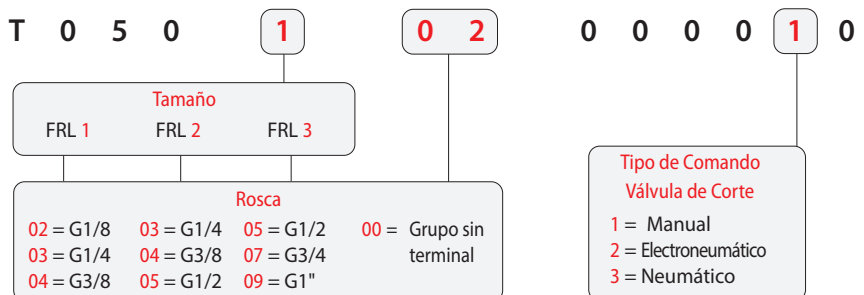 T 0 5 0 1 0 2 0 0 0 0 1 0
Tamaño
FRL 1 FRL 2 FRL 3
Rosca
02 = G1/8 03 = G1/4 05 = G1/2 00 = Grupo sin
03 = G1/4 04 = G3/8 07 = G3/4 terminal
04 = G3/8 05 = G1/2 09 = G1"
Tipo de Comando
Válvula de Corte
1 = Manual
2 = Electroneumático
3 = Neumático